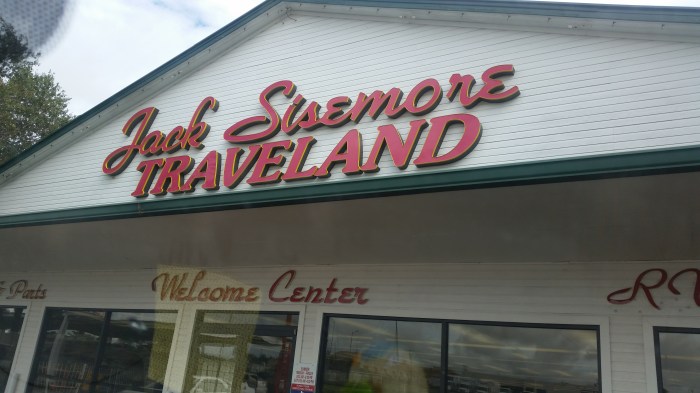 Jack Sisemore
TRAVELAND
Parts
Welcome Center
RV